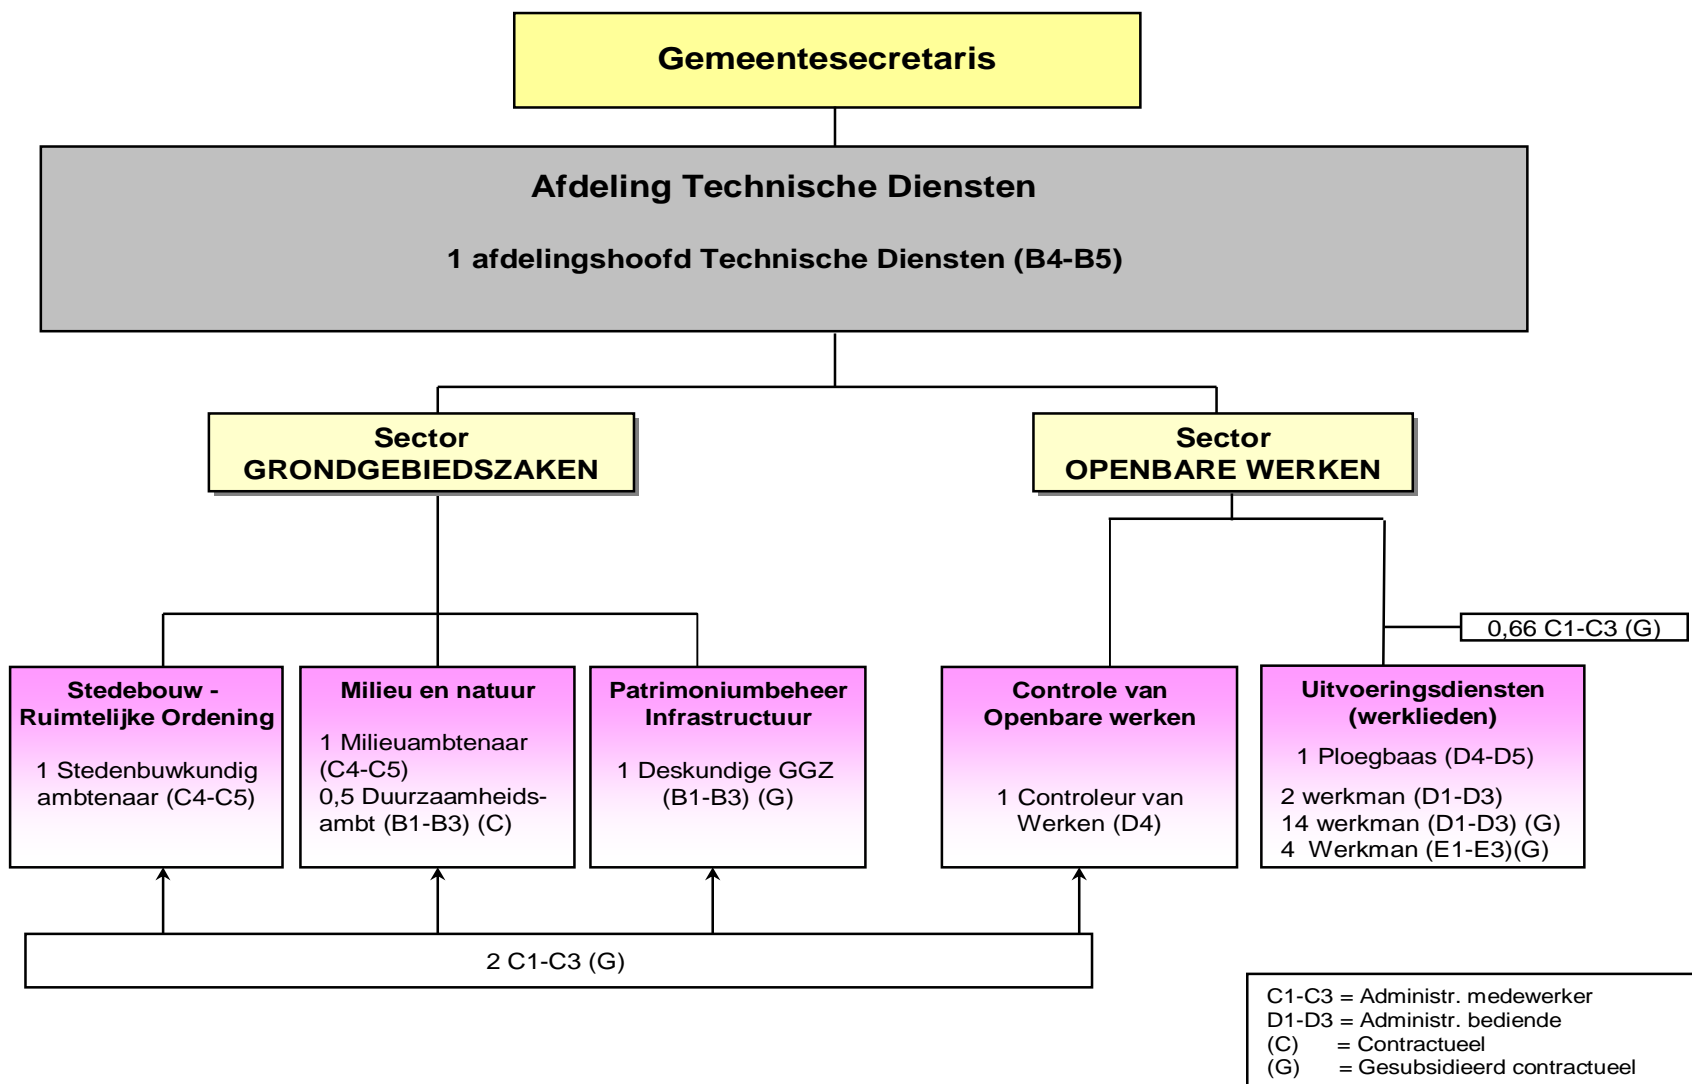 Gemeentesecretaris
Afdeling Technische Diensten
1 afdelingshoofd Technische Diensten (B4-B5)
Sector
GRONDGEBIEDSZAKEN
Sector
OPENBARE WERKEN
0,66 C1-C3 (G)
Stedebouw -
Ruimtelijke Ordening
1 Stedenbuwkundig
ambtenaar (C4-C5)
Milieu en natuur
1 Milieuambtenaar
(C4-C5)
0,5 Duurzaamheids-
ambt (B1-B3) (C)
Patrimoniumbeheer
Infrastructuur
1 Deskundige GGZ
(B1-B3) (G)
Controle van
Openbare werken
1 Controleur van
Werken (D4)
Uitvoeringsdiensten
(werklieden)
1 Ploegbaas (D4-D5)
2 werkman (D1-D3)
14 werkman (D1-D3) (G)
4 Werkman (E1-E3)(G)
2 C1-C3 (G)
C1-C3 = Administr. medewerker
D1-D3 = Administr. bediende
(C) = Contractueel
(G) = Gesubsidieerd contractueel